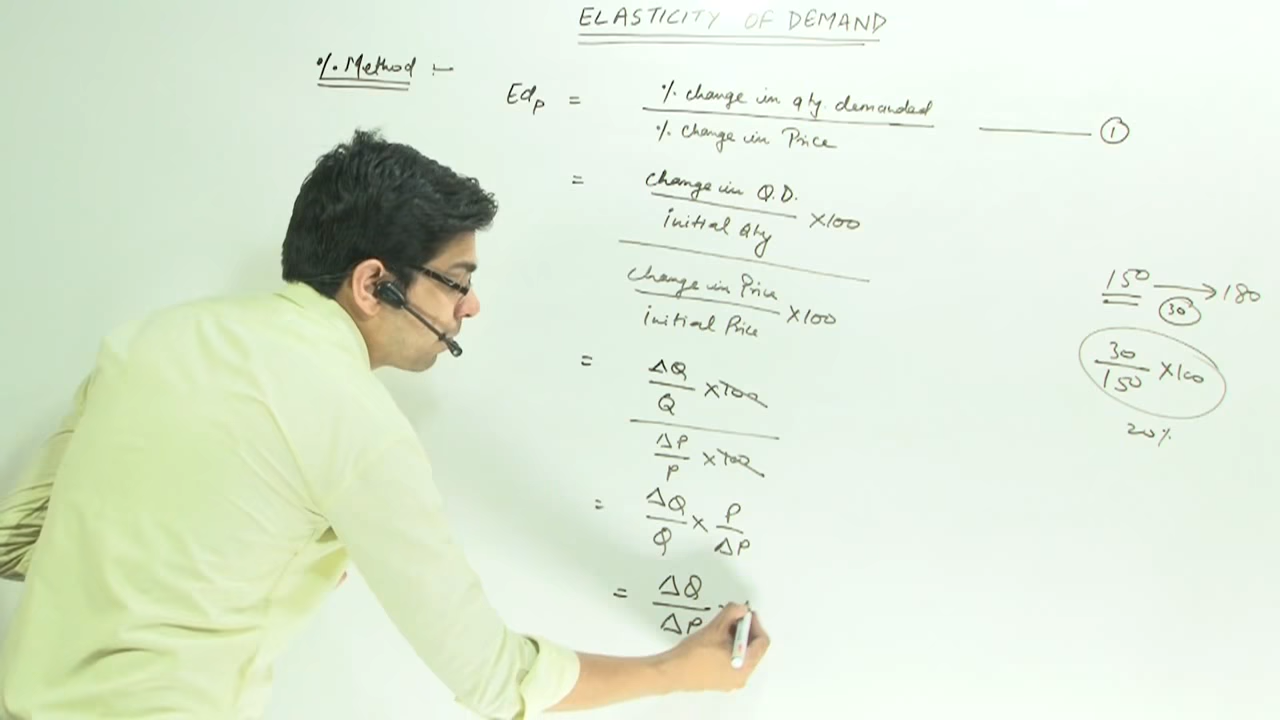 ELASTICITY OF DEMAND
% Method :-
Ed_P = % change in qty. demanded / % change in Price ——— ①
= (change in Q.D. / initial Qty × 100) / (change in Price / initial Price × 100)
= (ΔQ / Q × 100) / (ΔP / P × 100)
= ΔQ / Q × P / ΔP
= ΔQ / ΔP
150 → 180
30
30 / 150 × 100
20%